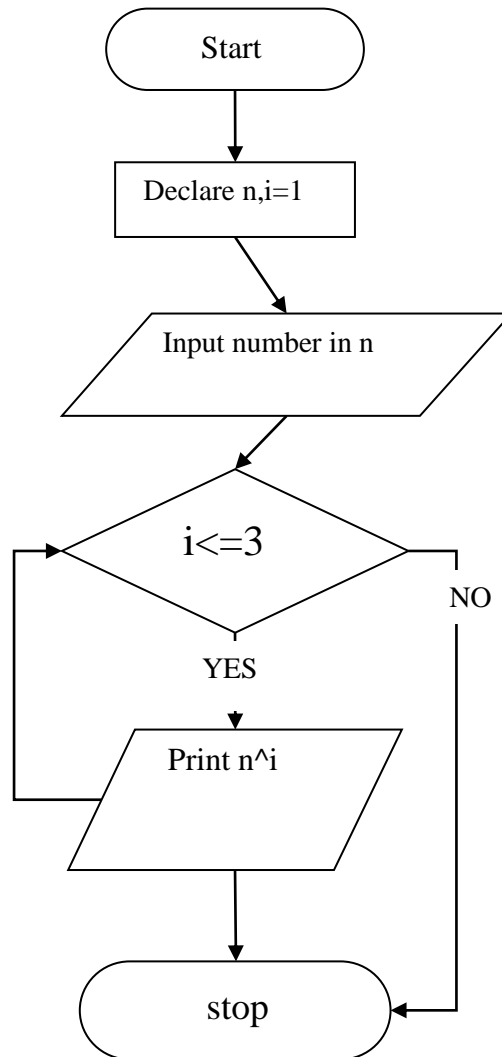 Start
Declare n,i=1
Input number in n
i<=3
NO
YES
Print n^i
stop